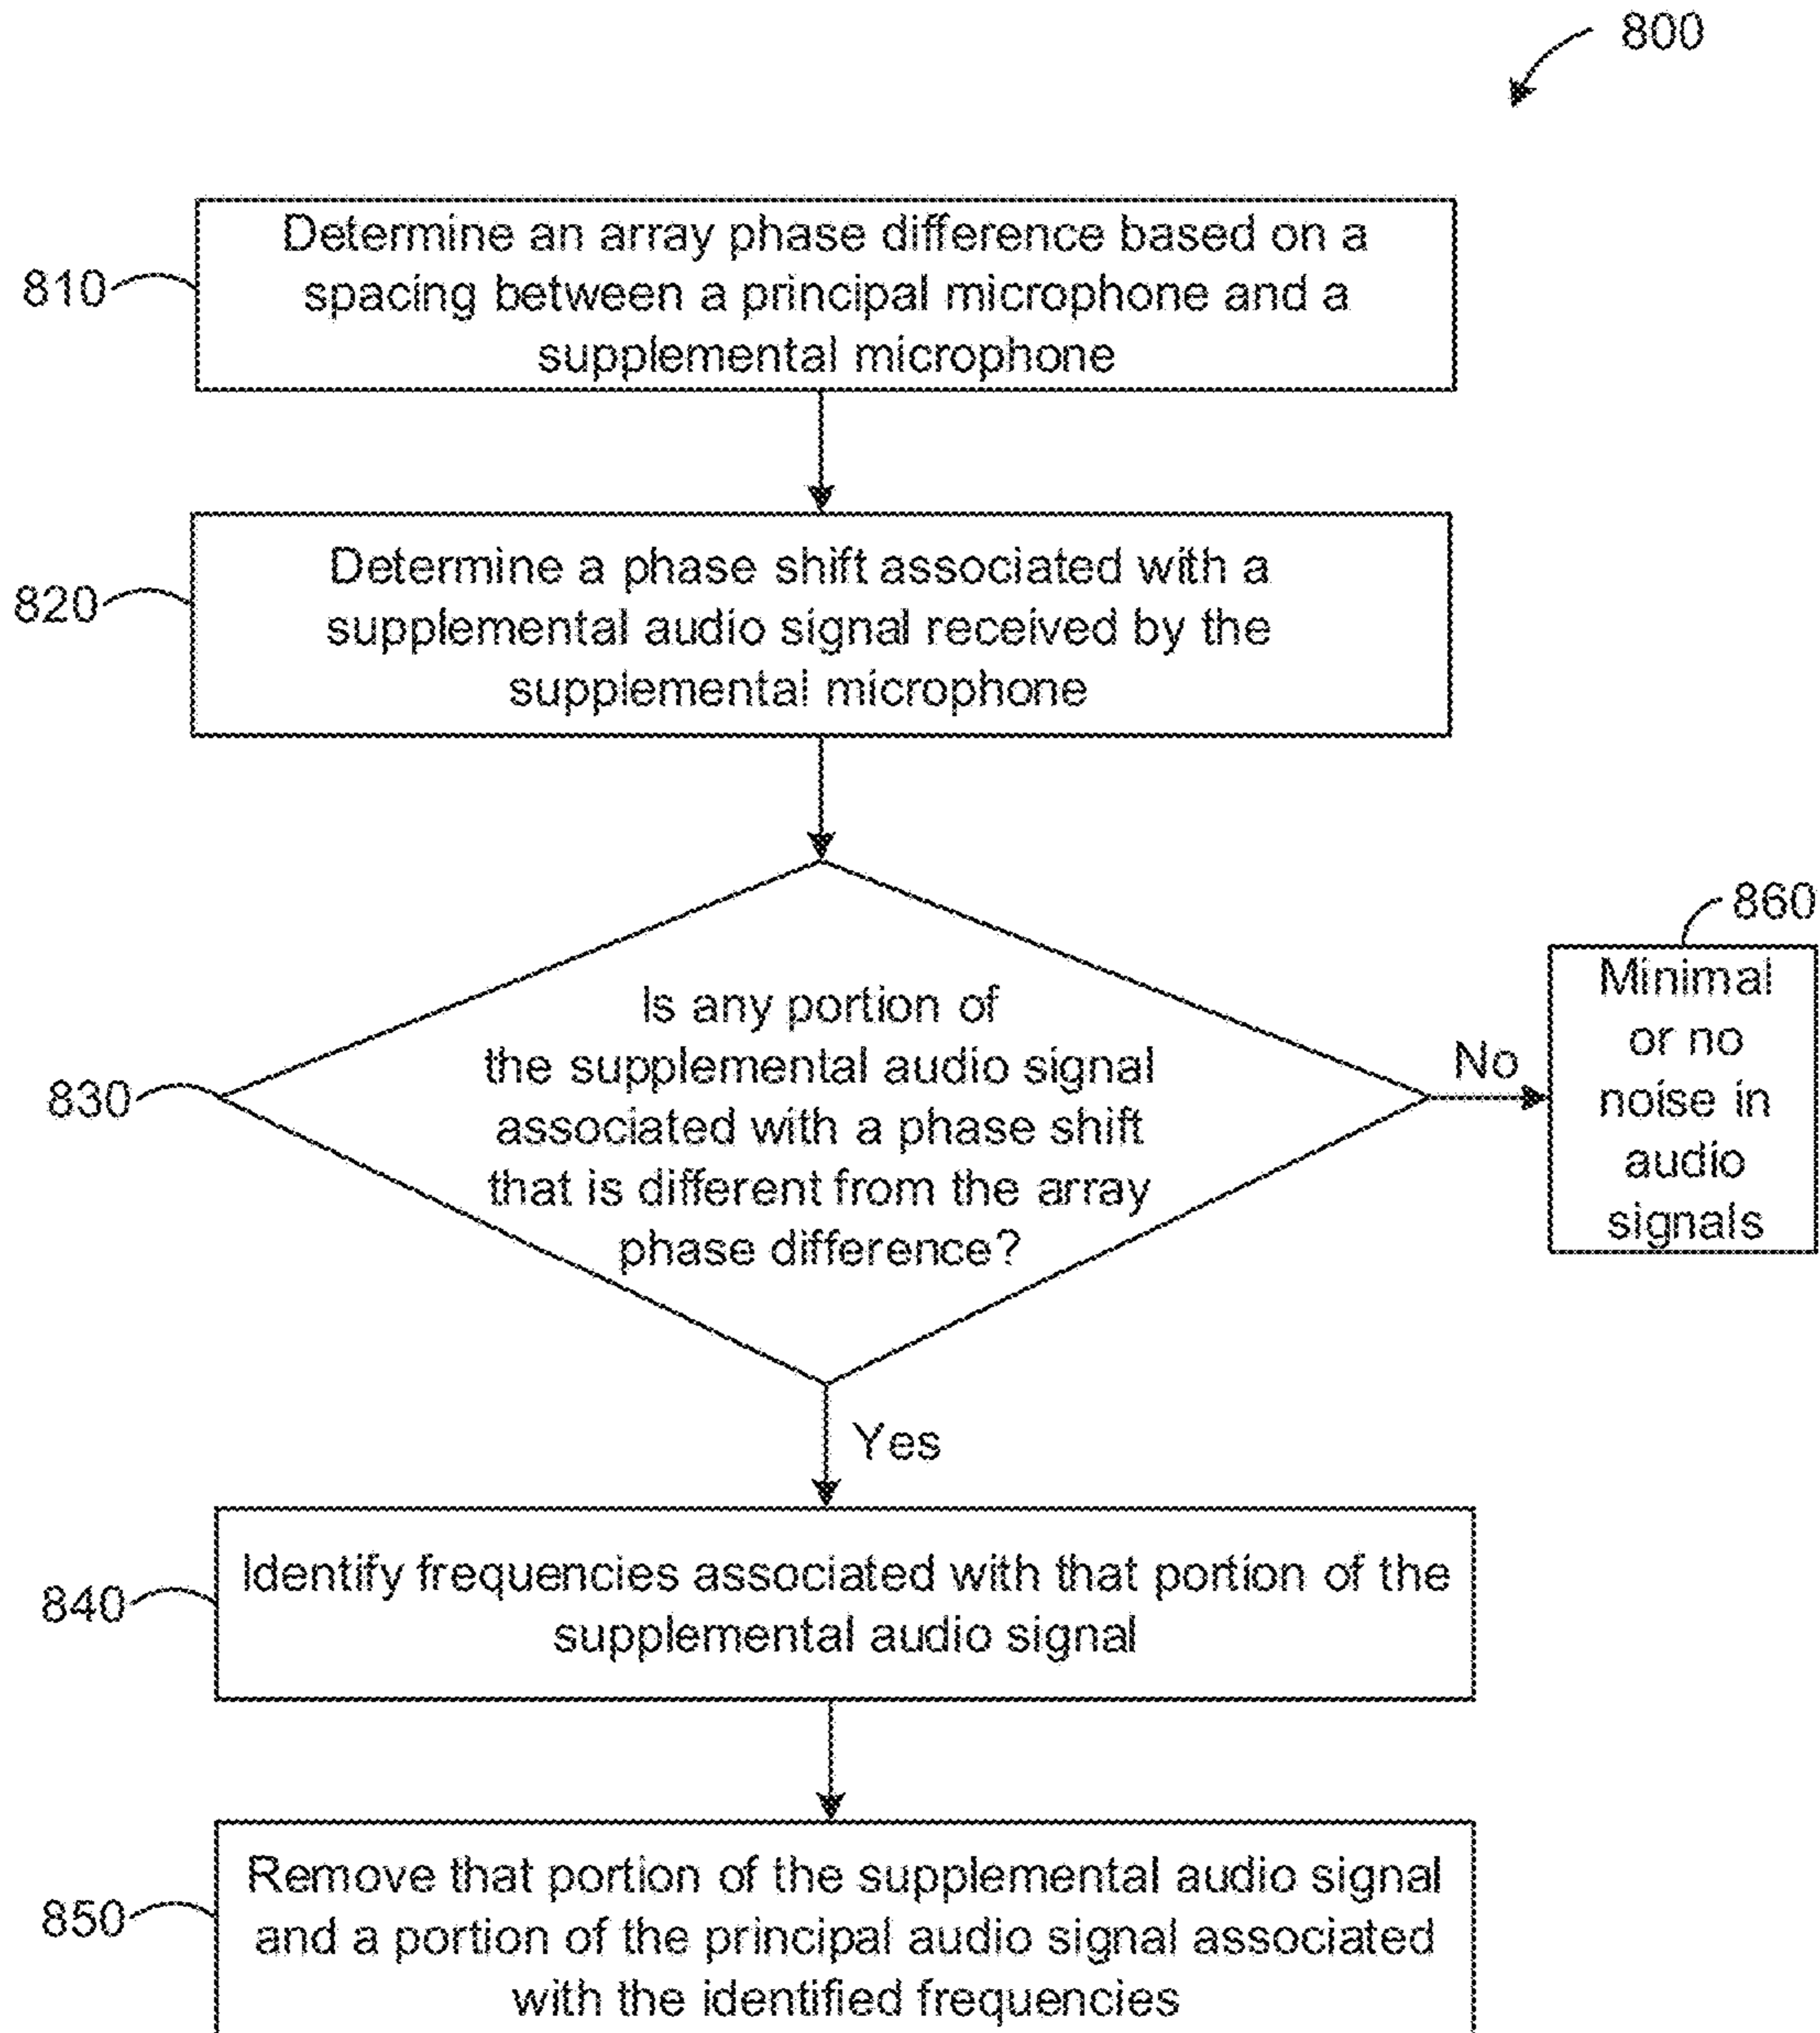 800
810
Determine an array phase difference based on a
spacing between a principal microphone and a
supplemental microphone
820
Determine a phase shift associated with a
supplemental audio signal received by the
supplemental microphone
830
Is any portion of
the supplemental audio signal
associated with a phase shift
that is different from the array
phase difference?
No
860
Minimal
or no
noise in
audio
signals
Yes
840
Identify frequencies associated with that portion of the
supplemental audio signal
850
Remove that portion of the supplemental audio signal
and a portion of the principal audio signal associated
with the identified frequencies